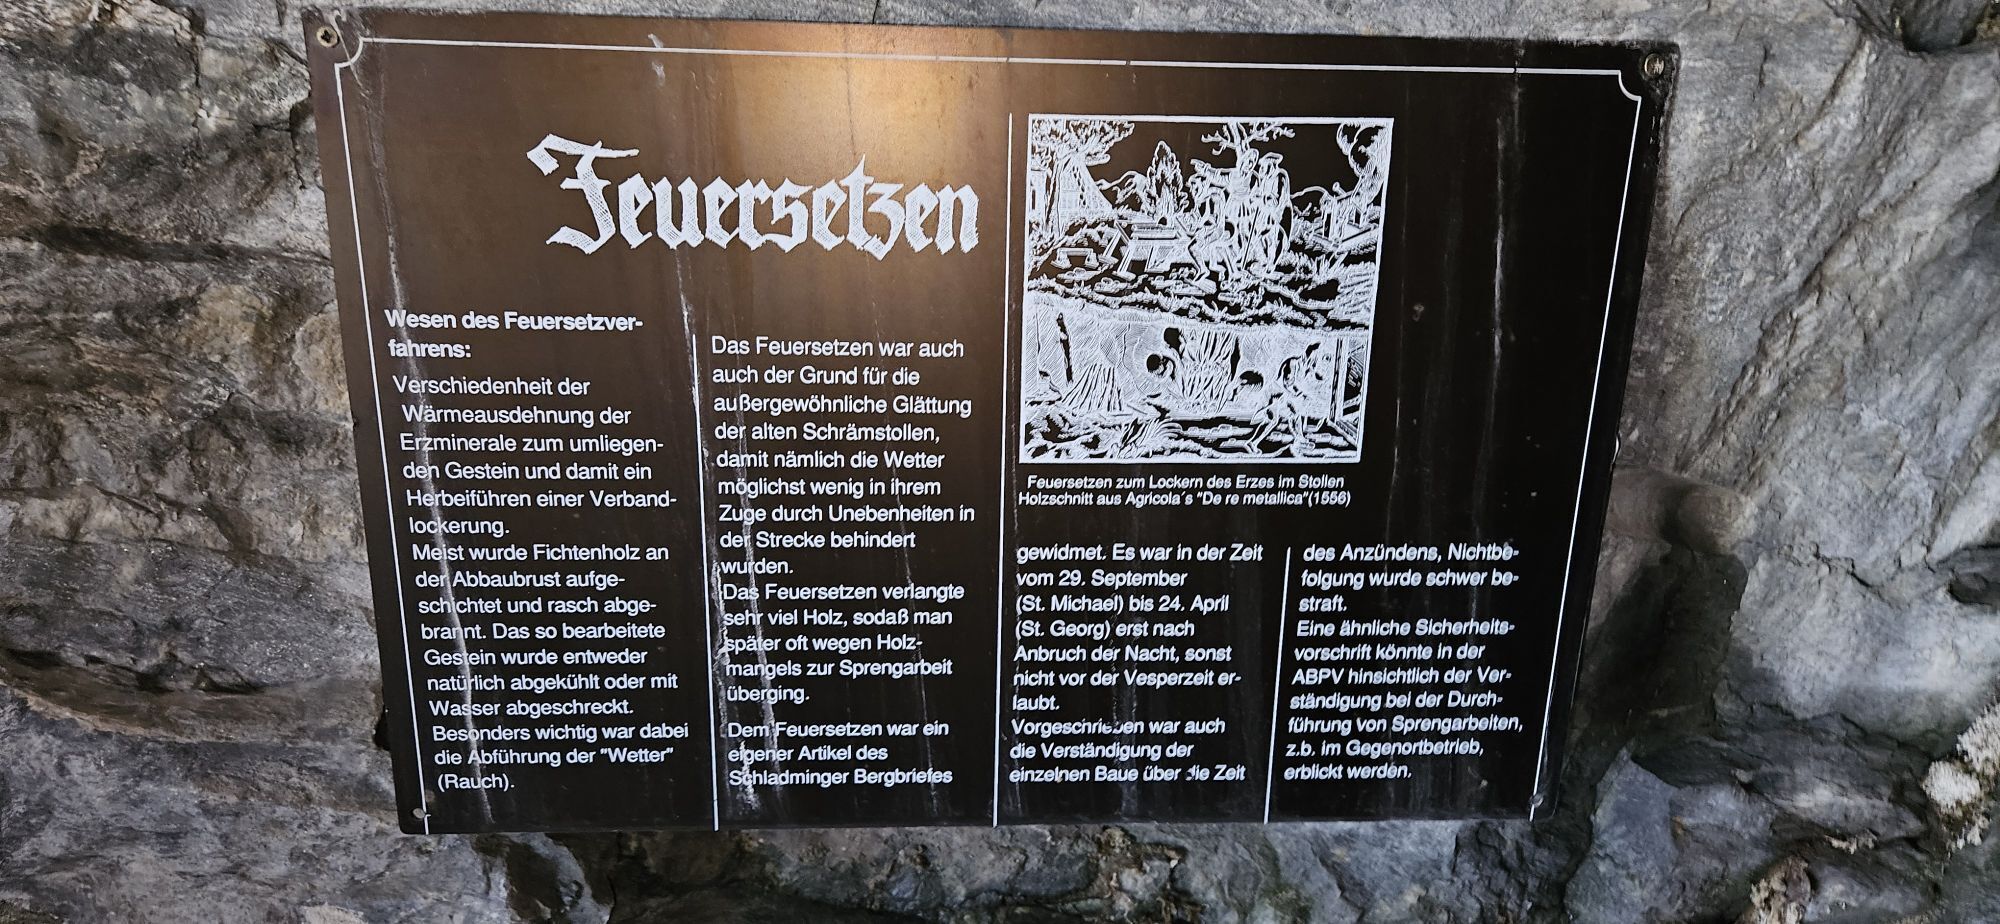 Feuersetzen
Wesen des Feuersetzver-
fahrens:
Verschiedenheit der
Wärmeausdehnung der
Erzminerale zum umliegen-
den Gestein und damit ein
Herbeiführen einer Verband-
lockerung.
Meist wurde Fichtenholz an
der Abbaubrust aufge-
schichtet und rasch abge-
brannt. Das so bearbeitete
Gestein wurde entweder
natürlich abgekühlt oder mit
Wasser abgeschreckt.
Besonders wichtig war dabei
die Abführung der "Wetter"
(Rauch).
Das Feuersetzen war auch
auch der Grund für die
außergewöhnliche Glättung
der alten Schrämstollen,
damit nämlich die Wetter
möglichst wenig in ihrem
Zuge durch Unebenheiten in
der Strecke behindert
wurden.
Das Feuersetzen verlangte
sehr viel Holz, sodaß man
später oft wegen Holz-
mangels zur Sprengarbeit
überging.
Dem Feuersetzen war ein
eigener Artikel des
Schladminger Bergbriefes
Feuersetzen zum Lockern des Erzes im Stollen
Holzschnitt aus Agricola´s "De re metallica"(1556)
gewidmet. Es war in der Zeit
vom 29. September
(St. Michael) bis 24. April
(St. Georg) erst nach
Anbruch der Nacht, sonst
nicht vor der Vesperzeit er-
laubt.
Vorgeschrieben war auch
die Verständigung der
einzelnen Baue über die Zeit
des Anzündens, Nichtbe-
folgung wurde schwer be-
straft.
Eine ähnliche Sicherheits-
vorschrift könnte in der
ABPV hinsichtlich der Ver-
ständigung bei der Durch-
führung von Sprengarbeiten,
z.b. im Gegenortbetrieb,
erblickt werden.